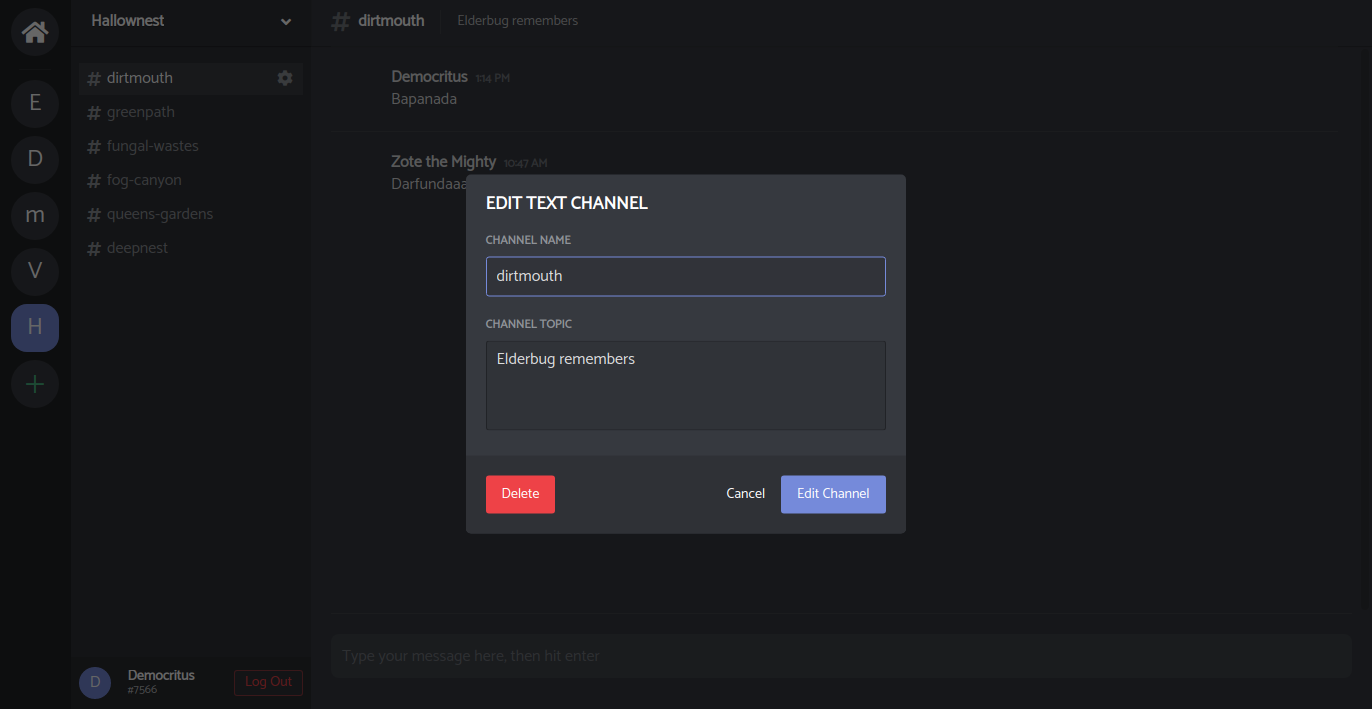 Hallownest
# dirtmouth
Elderbug remembers
E
D
m
V
H
+
# dirtmouth
# greenpath
# fungal-wastes
# fog-canyon
# queens-gardens
# deepnest
Democritus 1:14 PM
Bapanada
Zote the Mighty 10:47 AM
Darfundaaa
EDIT TEXT CHANNEL
CHANNEL NAME
dirtmouth
CHANNEL TOPIC
Elderbug remembers
Delete
Cancel
Edit Channel
Type your message here, then hit enter
D
Democritus
#7566
Log Out